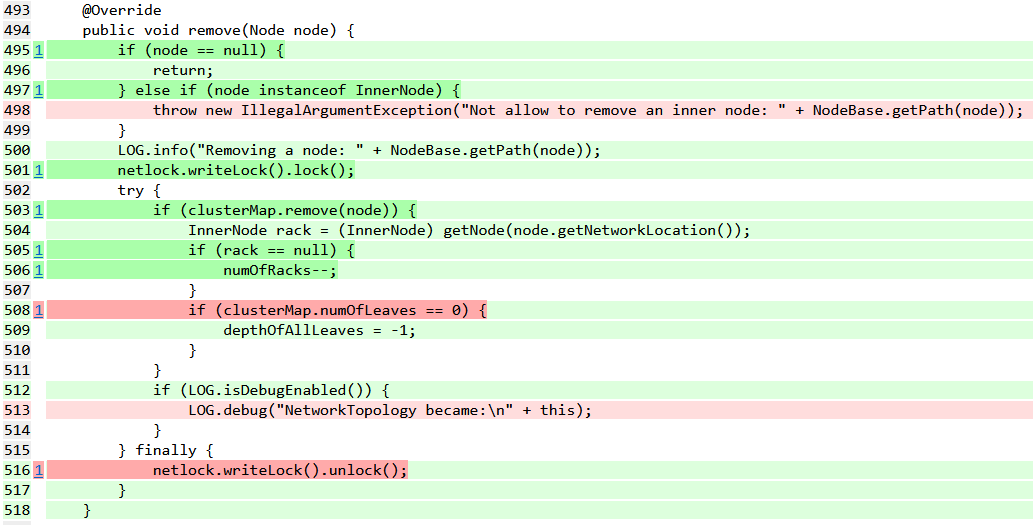 493 @Override
494 public void remove(Node node) {
495 1 if (node == null) {
496 return;
497 1 } else if (node instanceof InnerNode) {
498 throw new IllegalArgumentException("Not allow to remove an inner node: " + NodeBase.getPath(node));
499 }
500 LOG.info("Removing a node: " + NodeBase.getPath(node));
501 1 netlock.writeLock().lock();
502 try {
503 1 if (clusterMap.remove(node)) {
504 InnerNode rack = (InnerNode) getNode(node.getNetworkLocation());
505 1 if (rack == null) {
506 1 numOfRacks--;
507 }
508 1 if (clusterMap.numOfLeaves == 0) {
509 depthOfAllLeaves = -1;
510 }
511 }
512 if (LOG.isDebugEnabled()) {
513 LOG.debug("NetworkTopology became:\n" + this);
514 }
515 } finally {
516 1 netlock.writeLock().unlock();
517 }
518 }